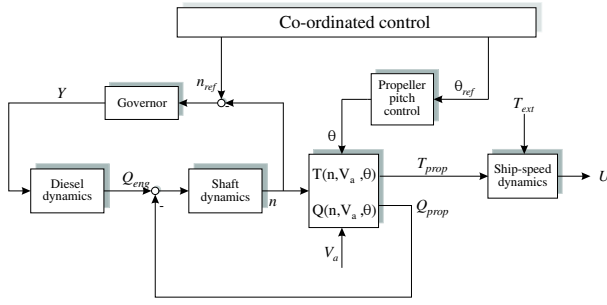 Co-ordinated control
n_ref
Propeller
pitch
control
θ_ref
Y
Governor
-
θ
T_ext
Diesel
dynamics
Q_eng
-
Shaft
dynamics
n
T(n,V_a ,θ)
Q(n,V_a ,θ)
T_prop
Q_prop
Ship-speed
dynamics
U
V_a